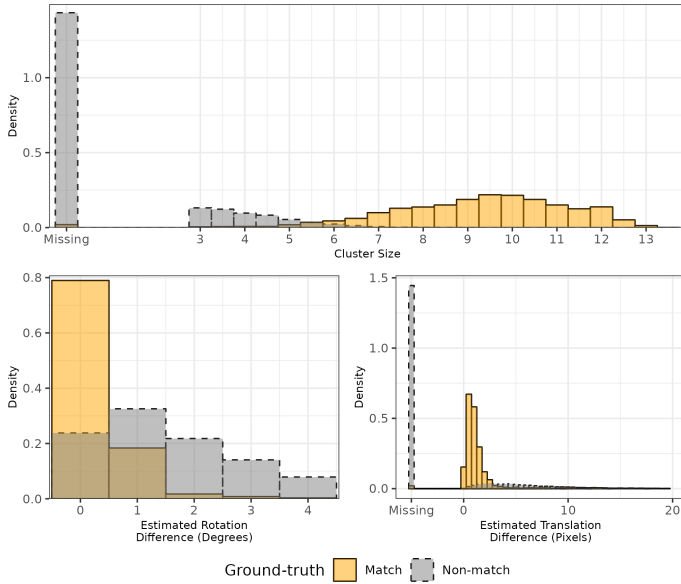 Density
1.0
0.5
0.0
Missing 3 4 5 6 7 8 9 10 11 12 13
Cluster Size
Density
0.8
0.6
0.4
0.2
0.0
0 1 2 3 4
Estimated Rotation
Difference (Degrees)
Density
1.5
1.0
0.5
0.0
Missing 0 10 20
Estimated Translation
Difference (Pixels)
Ground-truth Match Non-match